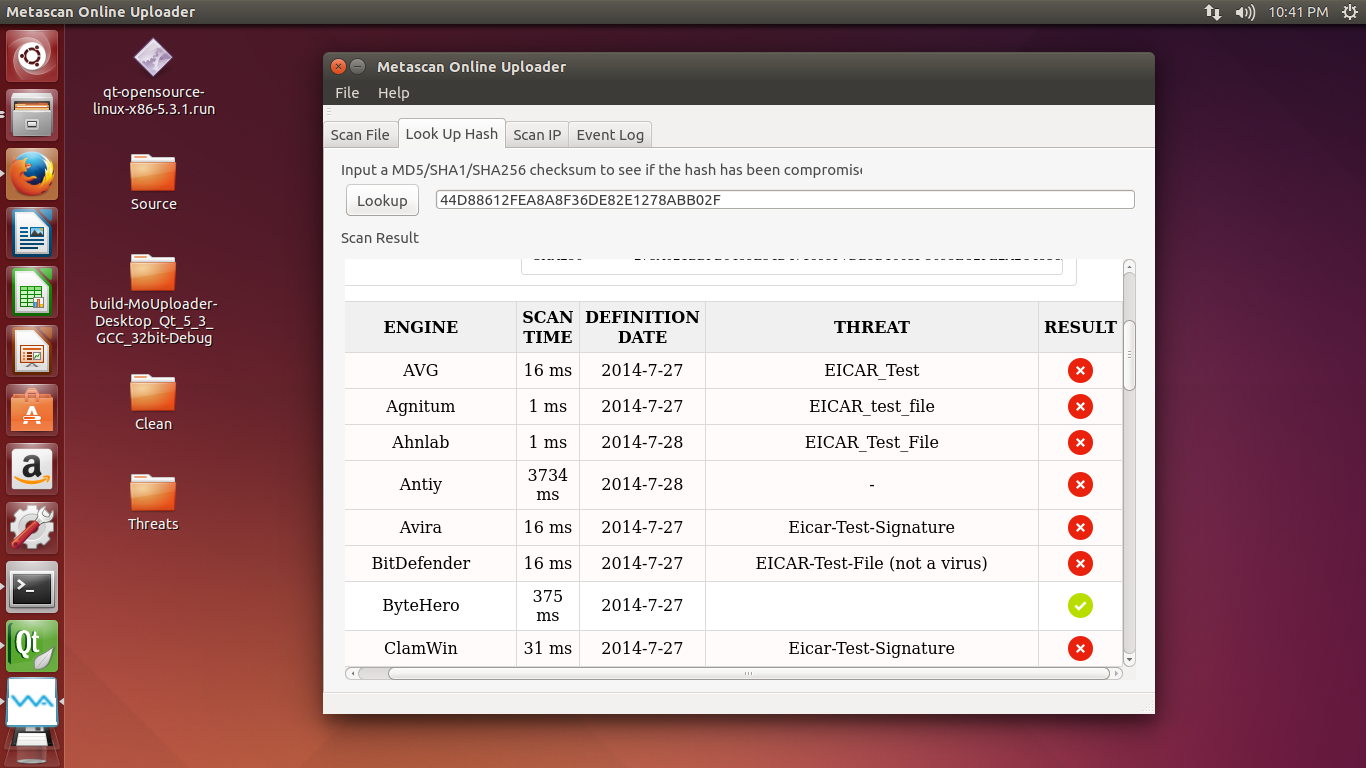 Metascan Online Uploader
10:41 PM
qt-opensource-
linux-x86-5.3.1.run
Source
build-MoUploader-
Desktop_Qt_5_3_
GCC_32bit-Debug
Clean
Threats
Metascan Online Uploader
File Help
Scan File Look Up Hash Scan IP Event Log
Input a MD5/SHA1/SHA256 checksum to see if the hash has been compromise
Lookup 44D88612FEA8A8F36DE82E1278ABB02F
Scan Result
ENGINE SCAN TIME DEFINITION DATE THREAT RESULT
AVG 16 ms 2014-7-27 EICAR_Test
Agnitum 1 ms 2014-7-27 EICAR_test_file
Ahnlab 1 ms 2014-7-28 EICAR_Test_File
Antiy 3734 ms 2014-7-28 -
Avira 16 ms 2014-7-27 Eicar-Test-Signature
BitDefender 16 ms 2014-7-27 EICAR-Test-File (not a virus)
ByteHero 375 ms 2014-7-27
ClamWin 31 ms 2014-7-27 Eicar-Test-Signature